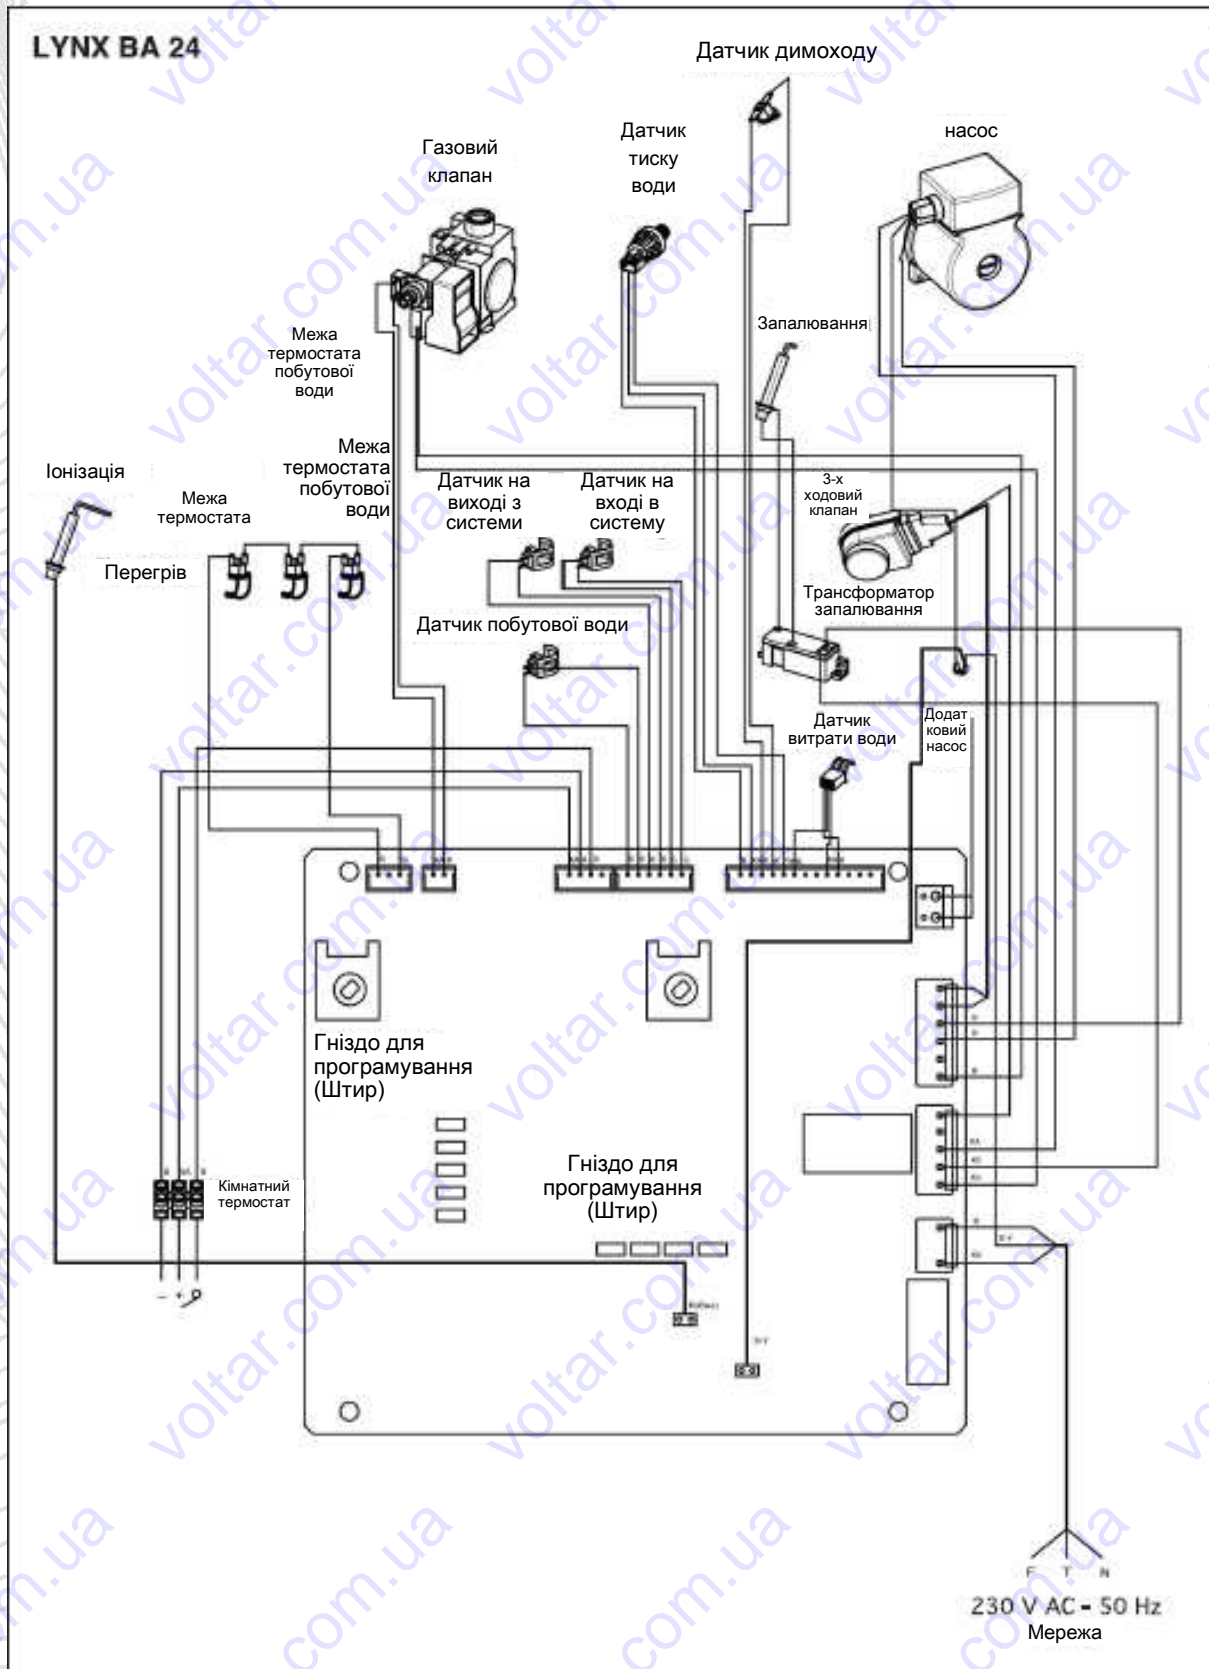 LYNX BA 24
Датчик димоходу
Датчик
тиску
води
насос
Газовий
клапан
Запалювання
Межа
термостата
побутової
води
Межа
термостата
побутової
води
Іонізація
Межа
термостата
Датчик на
виході з
системи
Датчик на
вході в
систему
3-х
ходовий
клапан
Перегрів
Трансформатор
запалювання
Датчик побутової води
Датчик
витрати води
Додат
ковий
насос
Гніздо для
програмування
(Штир)
Гніздо для
програмування
(Штир)
Кімнатний
термостат
– +
F T N
230 V AC - 50 Hz
Мережа
voltar.com.ua